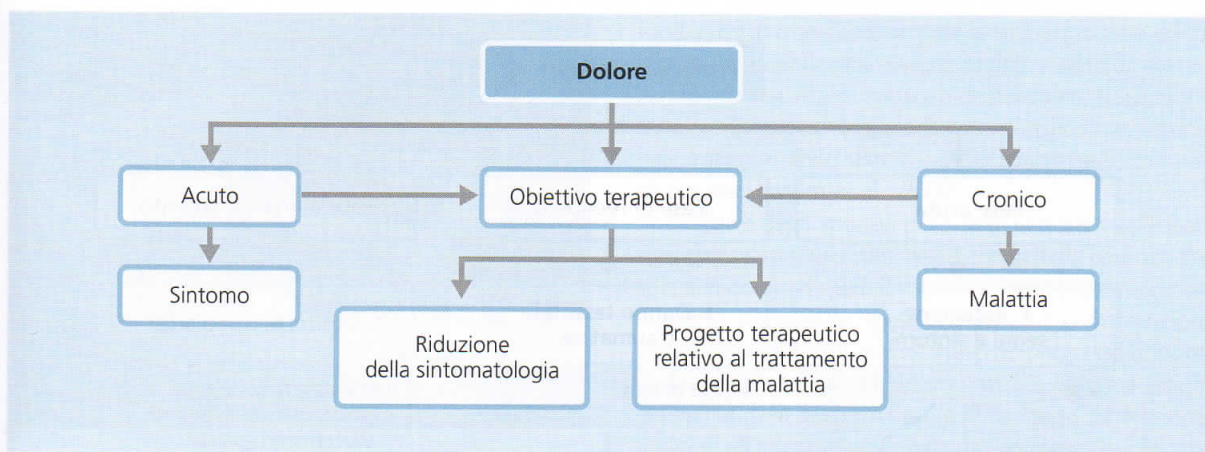 Dolore
Acuto
Obiettivo terapeutico
Cronico
Sintomo
Malattia
Riduzione
della sintomatologia
Progetto terapeutico
relativo al trattamento
della malattia